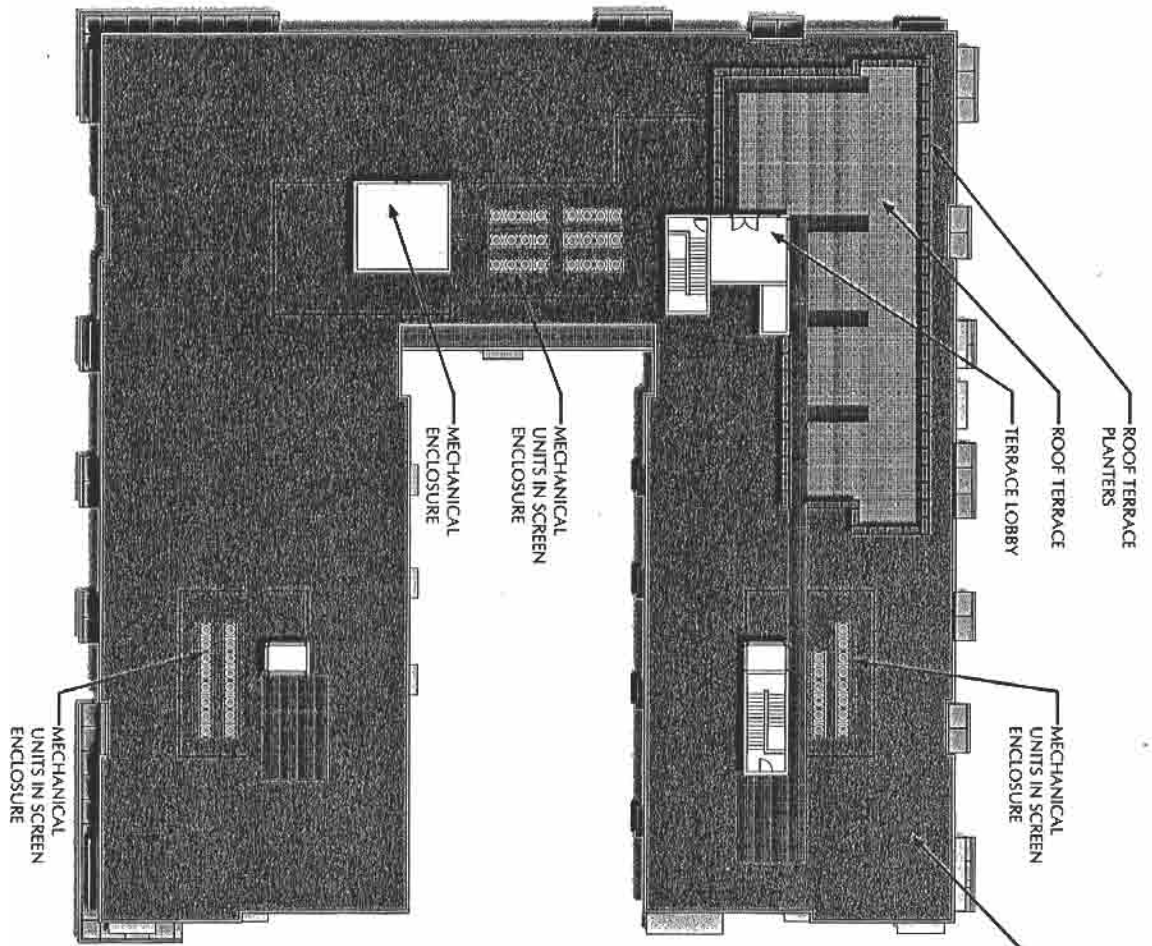 ROOF TERRACE
PLANTERS
ROOF TERRACE
TERRACE LOBBY
MECHANICAL
UNITS IN SCREEN
ENCLOSURE
MECHANICAL
UNITS IN SCREEN
ENCLOSURE
MECHANICAL
ENCLOSURE
MECHANICAL
UNITS IN SCREEN
ENCLOSURE